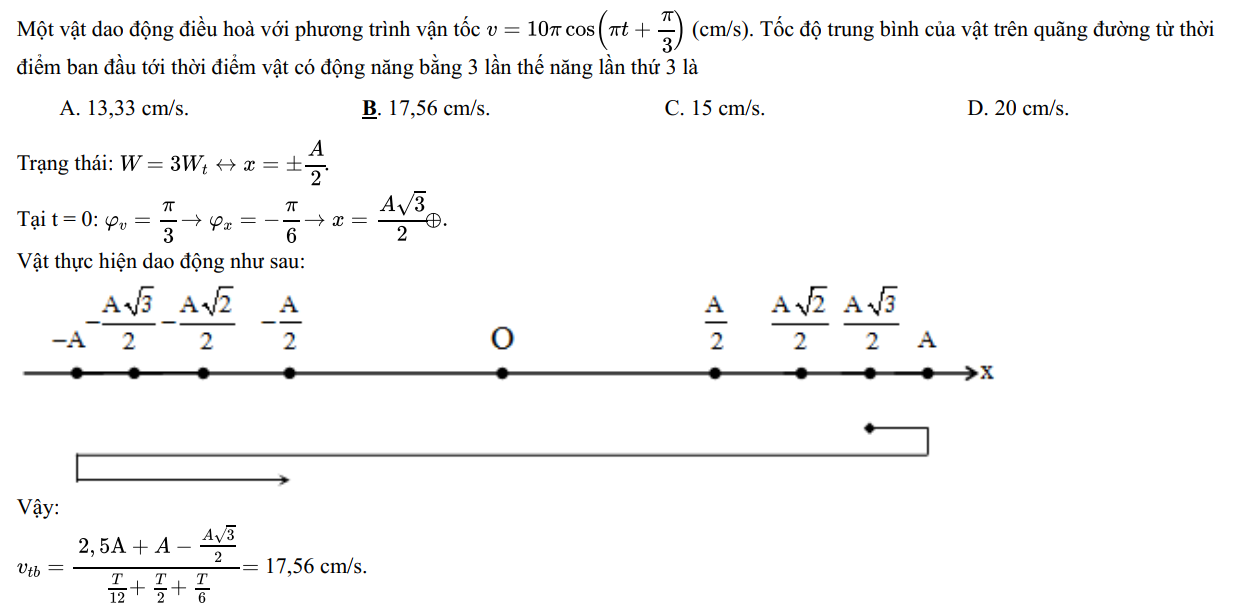 Một vật dao động điều hoà với phương trình vận tốc $v = 10\pi \cos\left(\pi t + \frac{\pi}{3}\right)$ (cm/s). Tốc độ trung bình của vật trên quãng đường từ thời
điểm ban đầu tới thời điểm vật có động năng bằng 3 lần thế năng lần thứ 3 là
A. 13,33 cm/s. B. 17,56 cm/s. C. 15 cm/s. D. 20 cm/s.
Trạng thái: $W = 3W_t \leftrightarrow x = \pm\frac{A}{2}$.
Tại t = 0: $\varphi_v = \frac{\pi}{3} \rightarrow \varphi_x = -\frac{\pi}{6} \rightarrow x = \frac{A\sqrt{3}}{2}\oplus$.
Vật thực hiện dao động như sau:
$-A$ $-\frac{A\sqrt{3}}{2}$ $-\frac{A\sqrt{2}}{2}$ $-\frac{A}{2}$ O $\frac{A}{2}$ $\frac{A\sqrt{2}}{2}$ $\frac{A\sqrt{3}}{2}$ A
x
Vậy:
$v_{tb} = \frac{2,5A + A - \frac{A\sqrt{3}}{2}}{\frac{T}{12} + \frac{T}{2} + \frac{T}{6}} = 17,56$ cm/s.